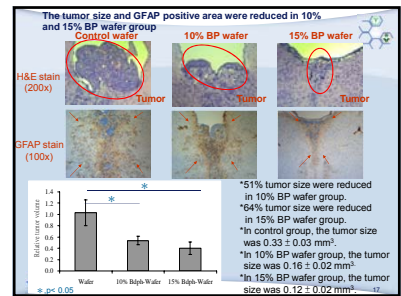 The tumor size and GFAP positive area were reduced in 10%
and 15% BP wafer group
Control wafer
10% BP wafer
15% BP wafer
H&E stain
(200x)
Tumor
Tumor
Tumor
GFAP stain
(100x)
*51% tumor size were reduced
in 10% BP wafer group.
*64% tumor size were reduced
in 15% BP wafer group.
*In control group, the tumor
size was 0.33 ± 0.03 mm³.
*In 10% BP wafer group, the
tumor size was 0.16 ± 0.02 mm³.
*In 15% BP wafer group, the
tumor size was 0.12 ± 0.02 mm³.
Relative tumor volume
1.4
1.2
1.0
0.8
0.6
0.4
0.2
0.0
*
*
Wafer
10% Bdph-Wafer
15% Bdph-Wafer
* ,p< 0.05
17